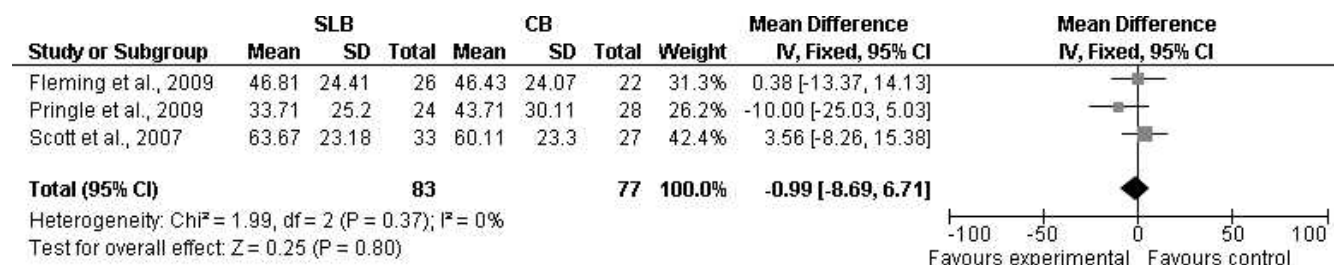 SLB CB Mean Difference Mean Difference
Study or Subgroup Mean SD Total Mean SD Total Weight IV, Fixed, 95% CI IV, Fixed, 95% CI
Fleming et al., 2009 46.81 24.41 26 46.43 24.07 22 31.3% 0.38 [-13.37, 14.13]
Pringle et al., 2009 33.71 25.2 24 43.71 30.11 28 26.2% -10.00 [-25.03, 5.03]
Scott et al., 2007 63.67 23.18 33 60.11 23.3 27 42.4% 3.56 [-8.26, 15.38]
Total (95% CI) 83 77 100.0% -0.99 [-8.69, 6.71]
Heterogeneity: Chi² = 1.99, df = 2 (P = 0.37); I² = 0%
Test for overall effect: Z = 0.25 (P = 0.80)
-100 -50 0 50 100
Favours experimental Favours control